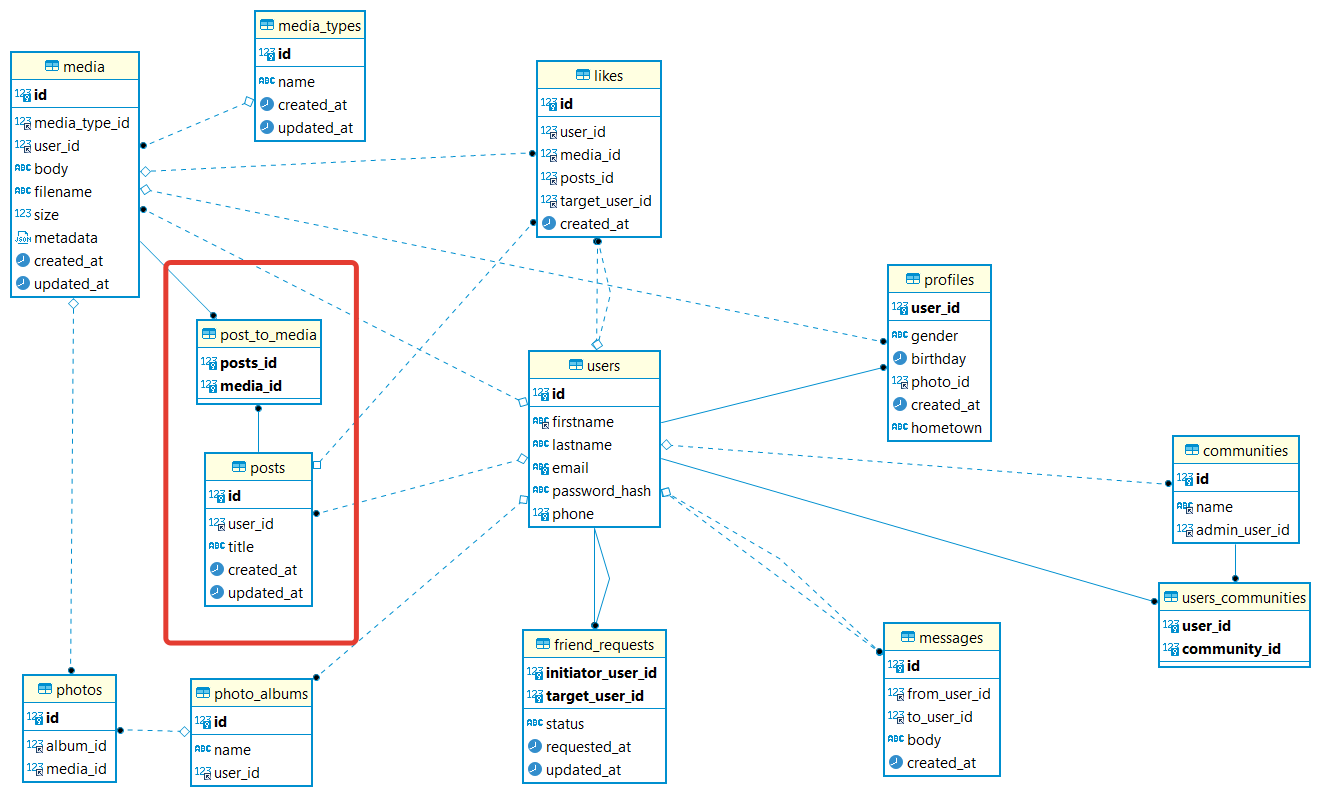 media_types
id
name
created_at
updated_at
media
id
media_type_id
user_id
body
filename
size
metadata
created_at
updated_at
likes
id
user_id
media_id
posts_id
target_user_id
created_at
profiles
user_id
gender
birthday
photo_id
created_at
hometown
post_to_media
posts_id
media_id
users
id
firstname
lastname
email
password_hash
phone
posts
id
user_id
title
created_at
updated_at
communities
id
name
admin_user_id
users_communities
user_id
community_id
friend_requests
initiator_user_id
target_user_id
status
requested_at
updated_at
messages
id
from_user_id
to_user_id
body
created_at
photos
id
album_id
media_id
photo_albums
id
name
user_id